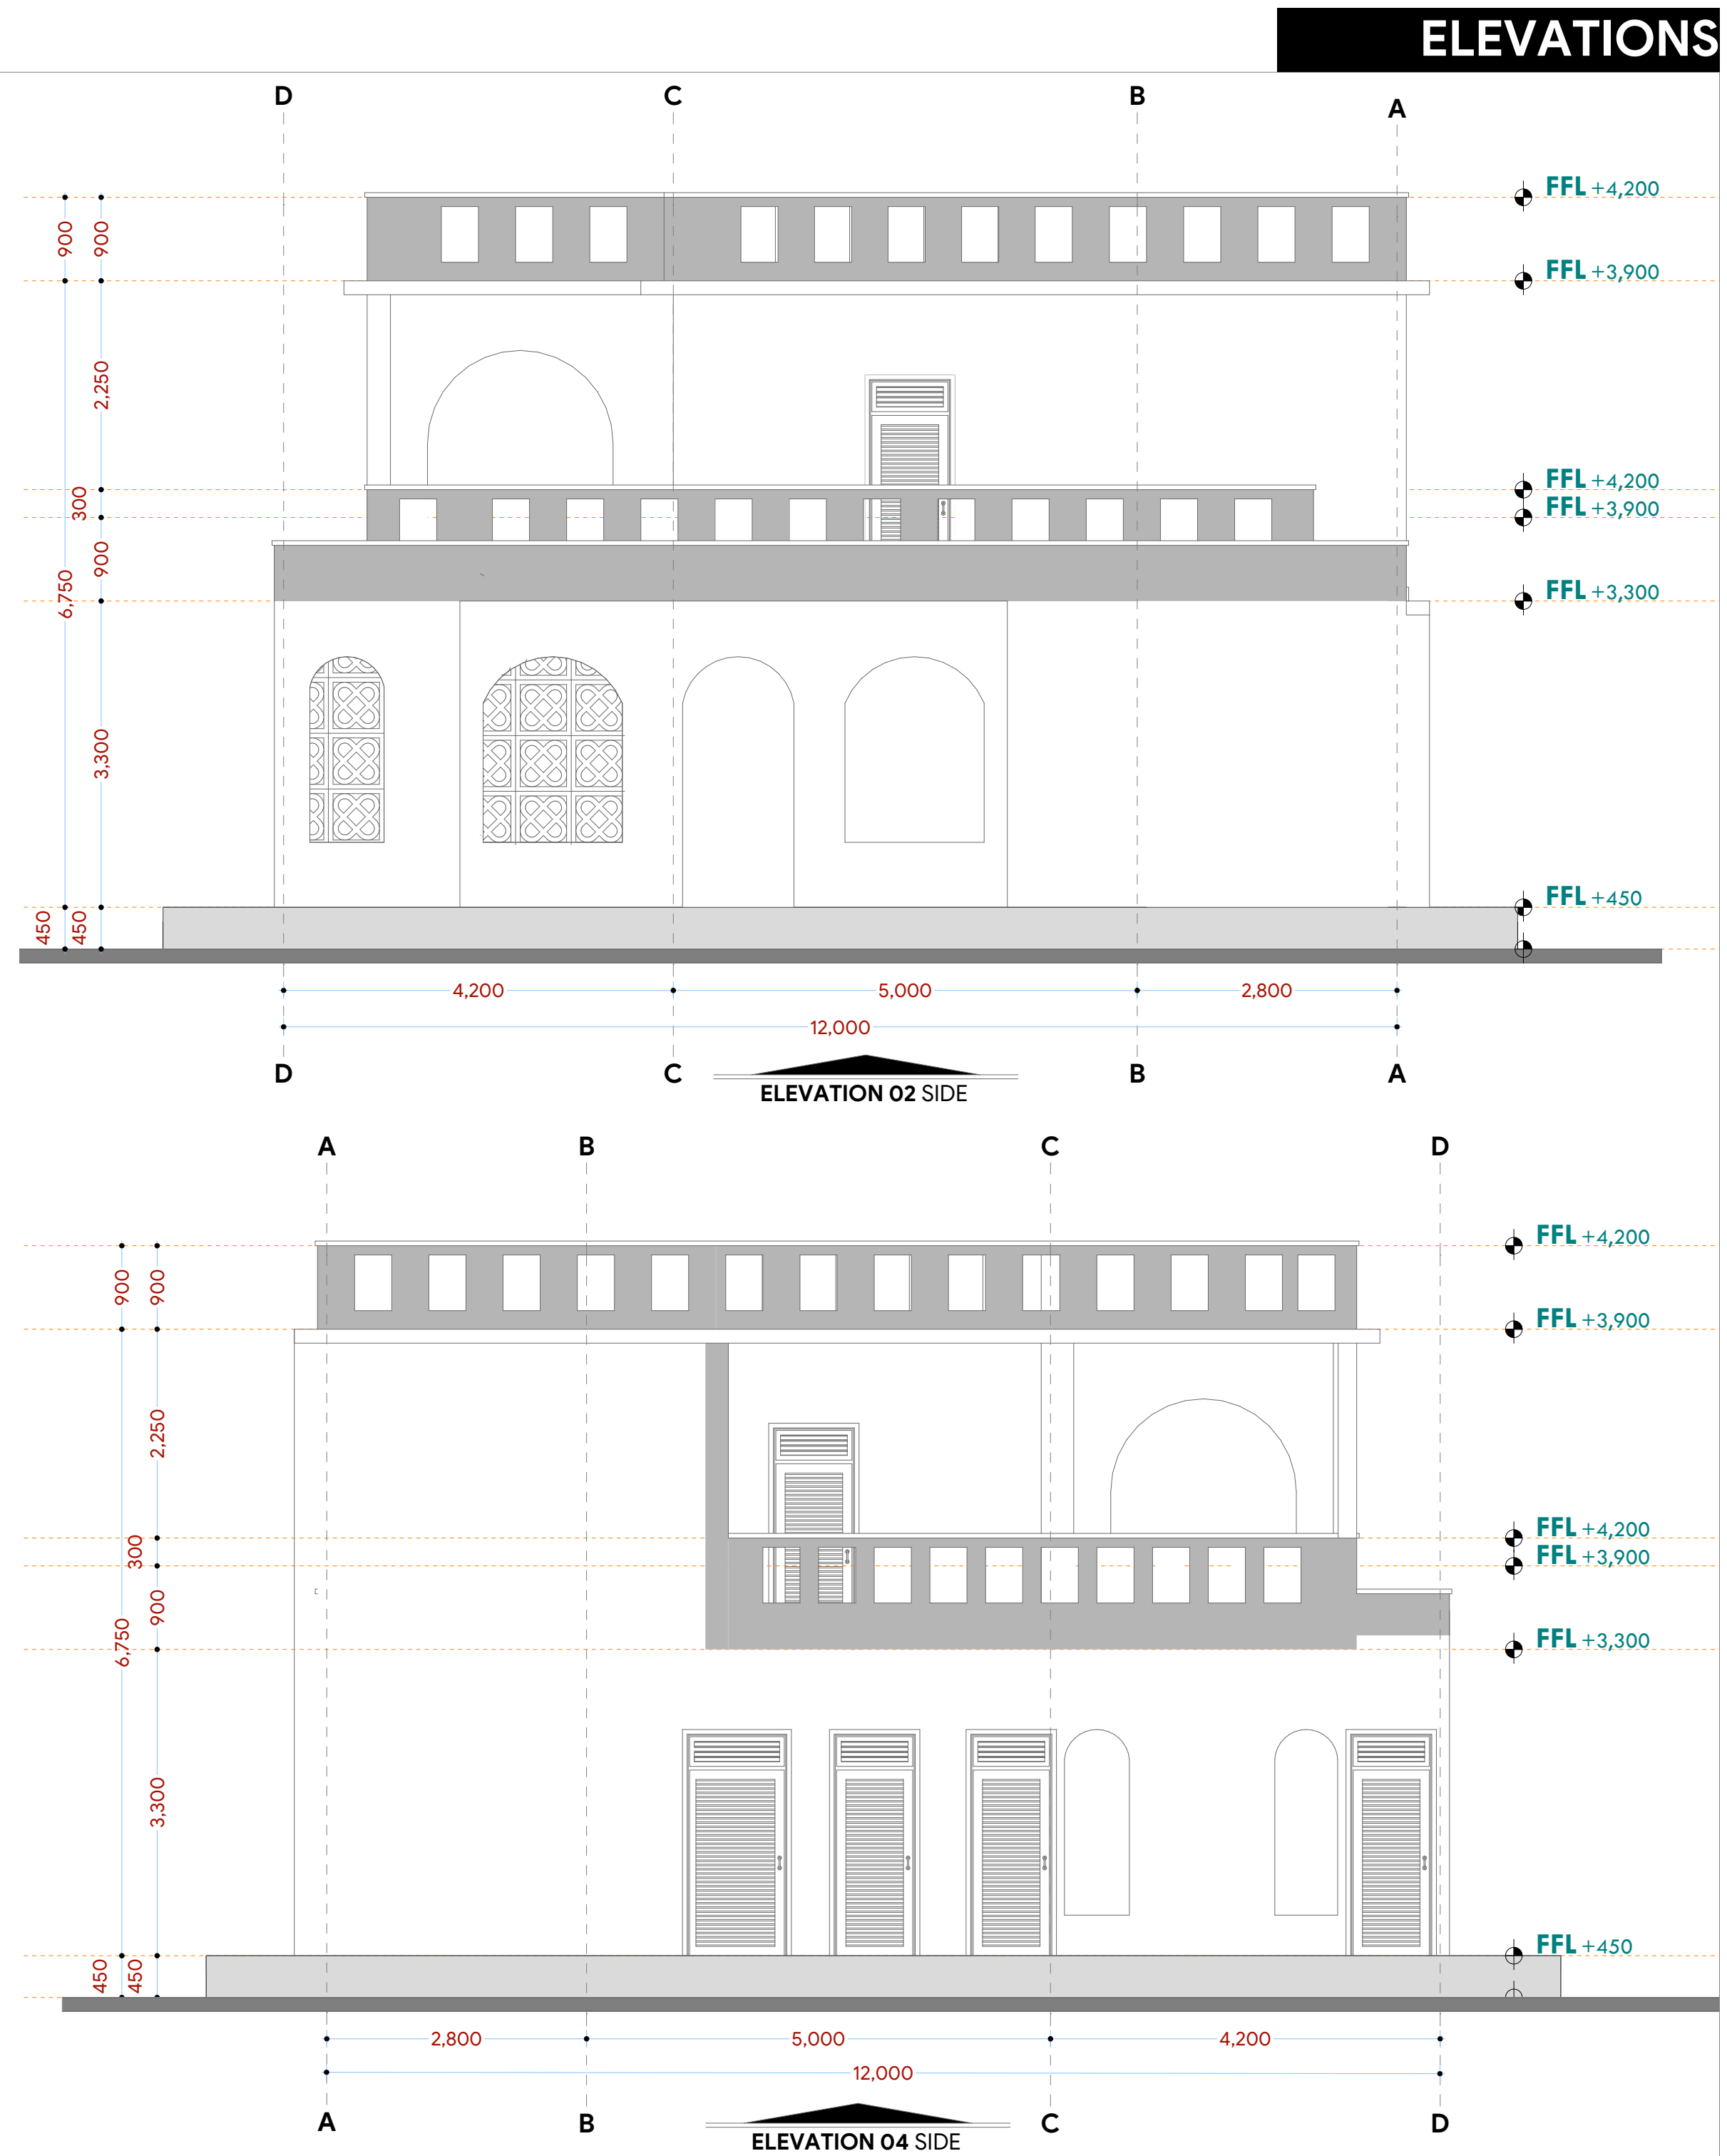 ELEVATIONS
D C B A
FFL +4,200
900 900
FFL +3,900
2,250
FFL +4,200
300
FFL +3,900
900
6,750
FFL +3,300
3,300
FFL +450
450 450
4,200 5,000 2,800
12,000
D C B A
ELEVATION 02 SIDE
A B C D
FFL +4,200
900 900
FFL +3,900
2,250
FFL +4,200
300
FFL +3,900
900
6,750
FFL +3,300
3,300
FFL +450
450 450
2,800 5,000 4,200
12,000
A B C D
ELEVATION 04 SIDE